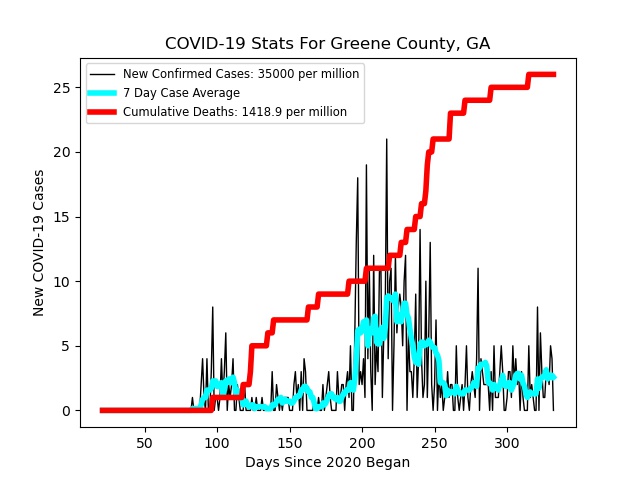 COVID-19 Stats For Greene County, GA
New Confirmed Cases: 35000 per million
7 Day Case Average
Cumulative Deaths: 1418.9 per million
New COVID-19 Cases
25
20
15
10
5
0
50
100
150
200
250
300
Days Since 2020 Began